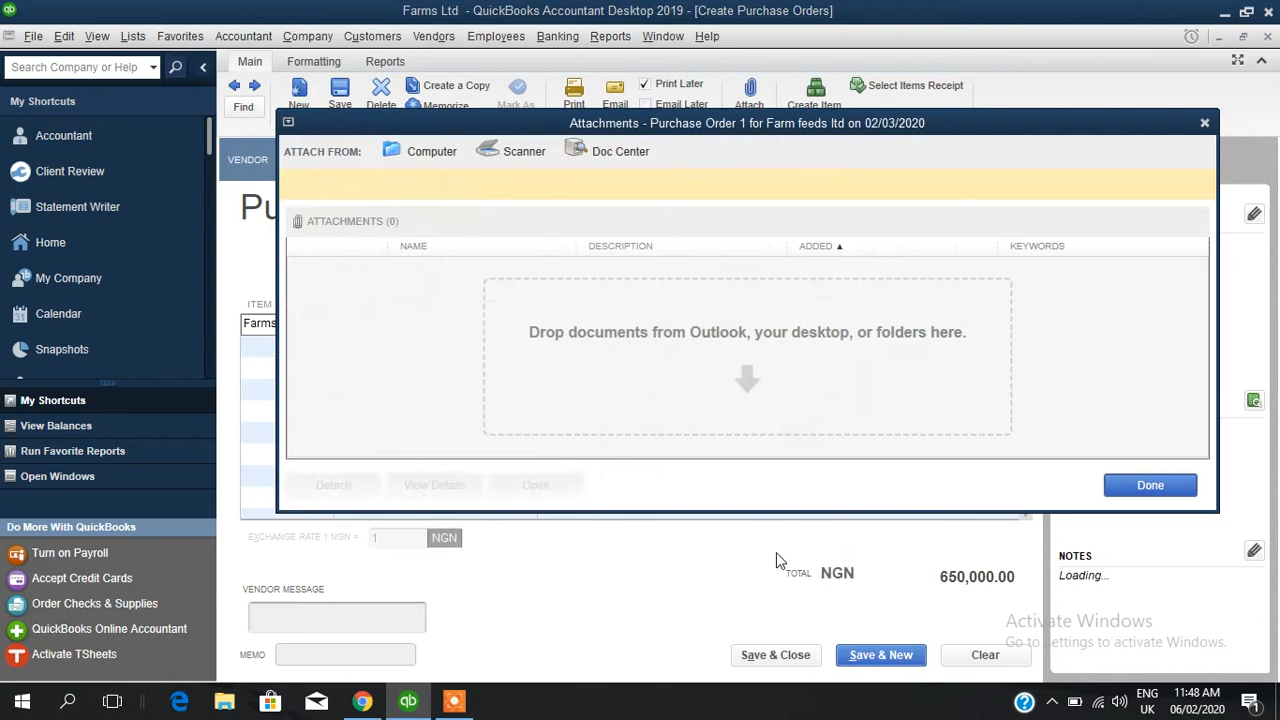 Farms Ltd - QuickBooks Accountant Desktop 2019 - [Create Purchase Orders]
File Edit View Lists Favorites Accountant Company Customers Vendors Employees Banking Reports Window Help
Search Company or Help
Main Formatting Reports
My Shortcuts
Find New Save Delete Create a Copy Memorize Mark As Print Email Print Later Email Later Attach Create Item Select Items Receipt
Accountant
Client Review
Statement Writer
Home
My Company
Calendar
Snapshots
My Shortcuts
View Balances
Run Favorite Reports
Open Windows
Do More With QuickBooks
Turn on Payroll
Accept Credit Cards
Order Checks & Supplies
QuickBooks Online Accountant
Activate TSheets
VENDOR
Pu
ITEM
Farms
Attachments - Purchase Order 1 for Farm feeds ltd on 02/03/2020
ATTACH FROM: Computer Scanner Doc Center
ATTACHMENTS (0)
NAME DESCRIPTION ADDED KEYWORDS
Drop documents from Outlook, your desktop, or folders here.
Detach View Details Open Done
EXCHANGE RATE 1 NGN = 1 NGN
TOTAL NGN 650,000.00
VENDOR MESSAGE
MEMO
Save & Close Save & New Clear
NOTES
Loading...
Activate Windows
Go to Settings to activate Windows.
ENG 11:48 AM
UK 06/02/2020
1